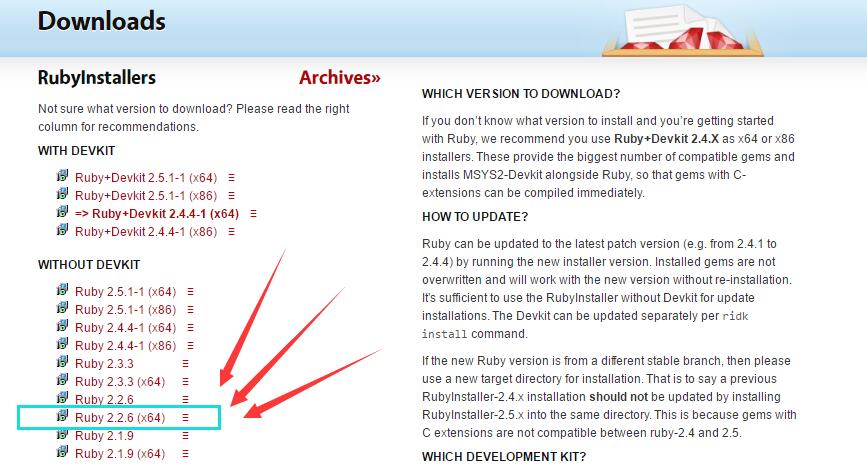 Downloads
RubyInstallers
Archives»
Not sure what version to download? Please read the right
column for recommendations.
WITH DEVKIT
Ruby+Devkit 2.5.1-1 (x64)
Ruby+Devkit 2.5.1-1 (x86)
=> Ruby+Devkit 2.4.4-1 (x64)
Ruby+Devkit 2.4.4-1 (x86)
WITHOUT DEVKIT
Ruby 2.5.1-1 (x64)
Ruby 2.5.1-1 (x86)
Ruby 2.4.4-1 (x64)
Ruby 2.4.4-1 (x86)
Ruby 2.3.3
Ruby 2.3.3 (x64)
Ruby 2.2.6
Ruby 2.2.6 (x64)
Ruby 2.1.9
Ruby 2.1.9 (x64)
WHICH VERSION TO DOWNLOAD?
If you don't know what version to install and you're getting started
with Ruby, we recommend you use Ruby+Devkit 2.4.X as x64 or x86
installers. These provide the biggest number of compatible gems and
installs MSYS2-Devkit alongside Ruby, so that gems with C-
extensions can be compiled immediately.
HOW TO UPDATE?
Ruby can be updated to the latest patch version (e.g. from 2.4.1 to
2.4.4) by running the new installer version. Installed gems are not
overwritten and will work with the new version without re-installation.
It's sufficient to use the RubyInstaller without Devkit for update
installations. The Devkit can be updated separately per ridk
install command.
If the new Ruby version is from a different stable branch, then please
use a new target directory for installation. That is to say a previous
RubyInstaller-2.4.x installation should not be updated by installing
RubyInstaller-2.5.x into the same directory. This is because gems with
C extensions are not compatible between ruby-2.4 and 2.5.
WHICH DEVELOPMENT KIT?